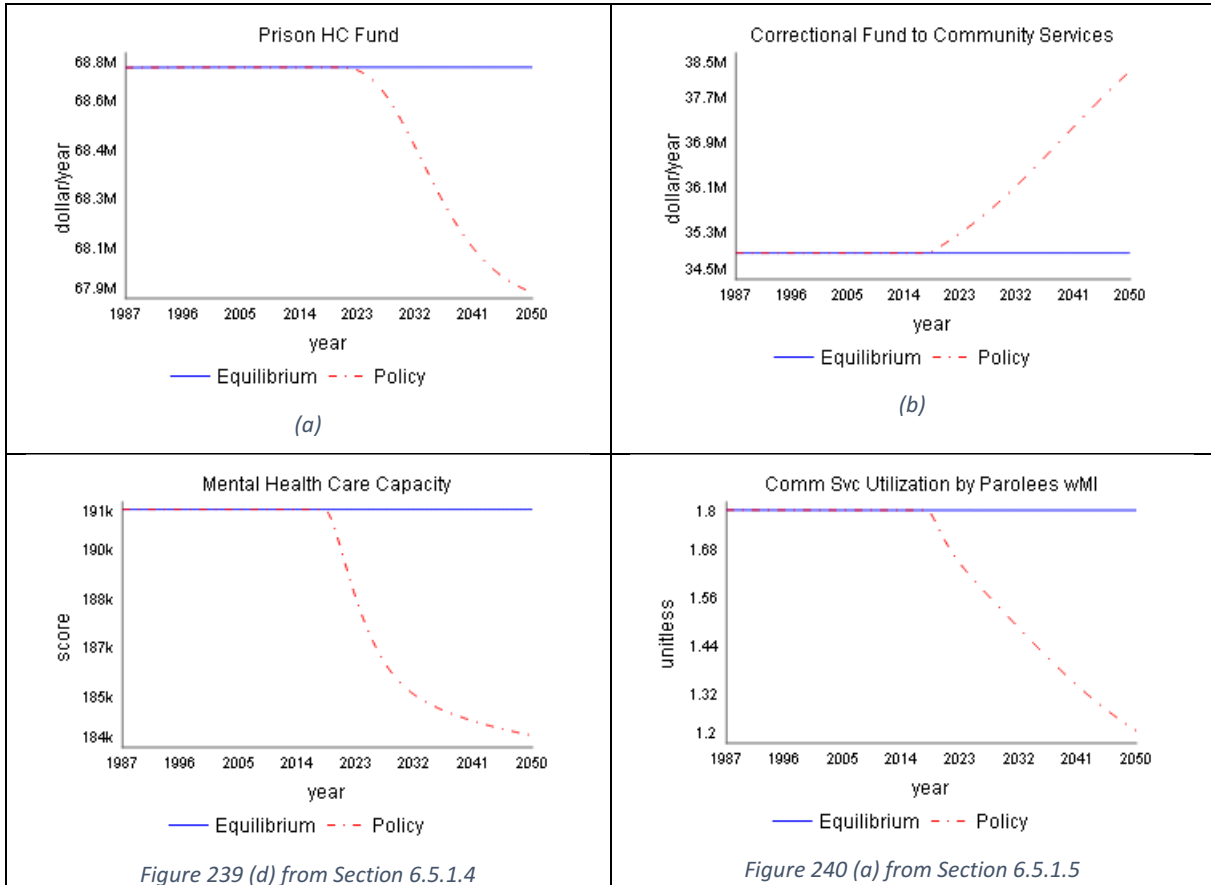 Prison HC Fund
68.8M
68.6M
68.4M
68.3M
68.1M
67.9M
dollar/year
1987 1996 2005 2014 2023 2032 2041 2050
year
Equilibrium Policy
(a)
Correctional Fund to Community Services
38.5M
37.7M
36.9M
36.1M
35.3M
34.5M
dollar/year
1987 1996 2005 2014 2023 2032 2041 2050
year
Equilibrium Policy
(b)
Mental Health Care Capacity
191k
190k
188k
187k
185k
184k
score
1987 1996 2005 2014 2023 2032 2041 2050
year
Equilibrium Policy
Figure 239 (d) from Section 6.5.1.4
Comm Svc Utilization by Parolees wMI
1.8
1.68
1.56
1.44
1.32
1.2
unitless
1987 1996 2005 2014 2023 2032 2041 2050
year
Equilibrium Policy
Figure 240 (a) from Section 6.5.1.5